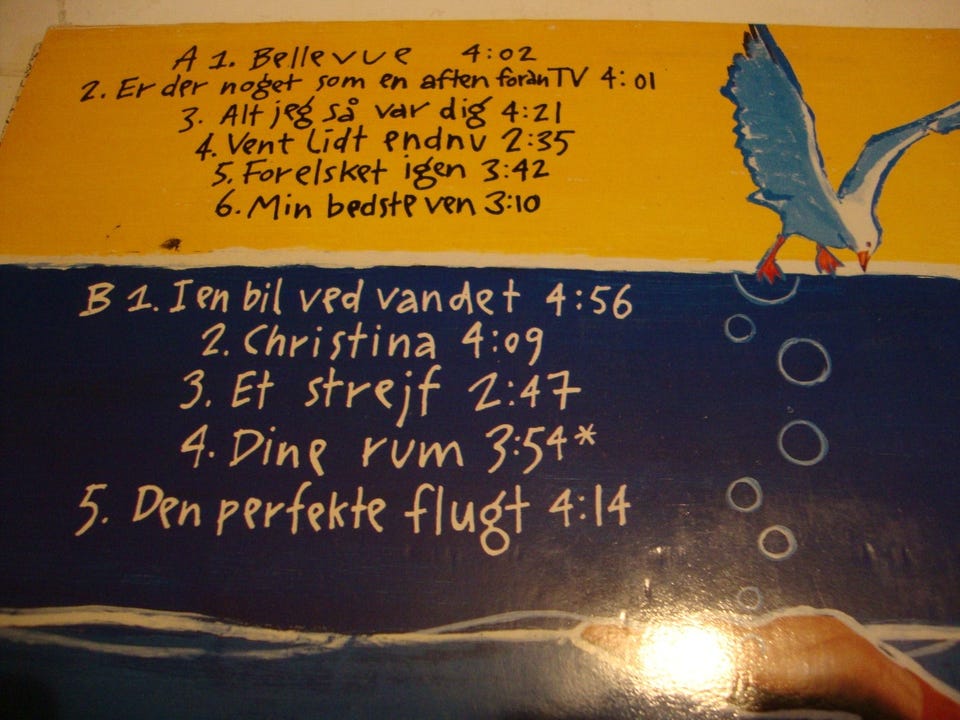 A 1. Bellevue 4:02
2. Er der noget som en aften foran TV 4:01
3. Alt jeg så var dig 4:21
4. Vent lidt endnu 2:35
5. Forelsket igen 3:42
6. Min bedste ven 3:10
B 1. I en bil ved vandet 4:56
2. Christina 4:09
3. Et strejf 2:47
4. Dine rum 3:54*
5. Den perfekte flugt 4:14